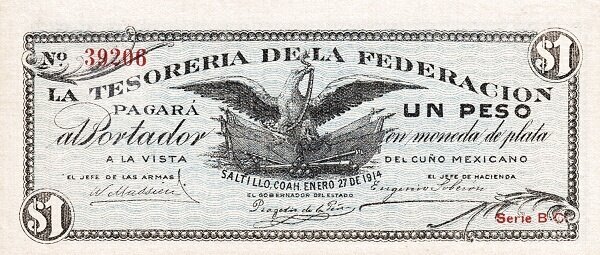 No 39206
$1
LA TESORERIA DE LA FEDERACION
PAGARÁ UN PESO
al Portador en moneda de plata
A LA VISTA DEL CUÑO MEXICANO
SALTILLO, COAH. ENERO 27 DE 1914
EL JEFE DE LAS ARMAS EL GOBERNADOR DEL ESTADO EL JEFE DE HACIENDA
Eugenio
$1 Serie B.C.